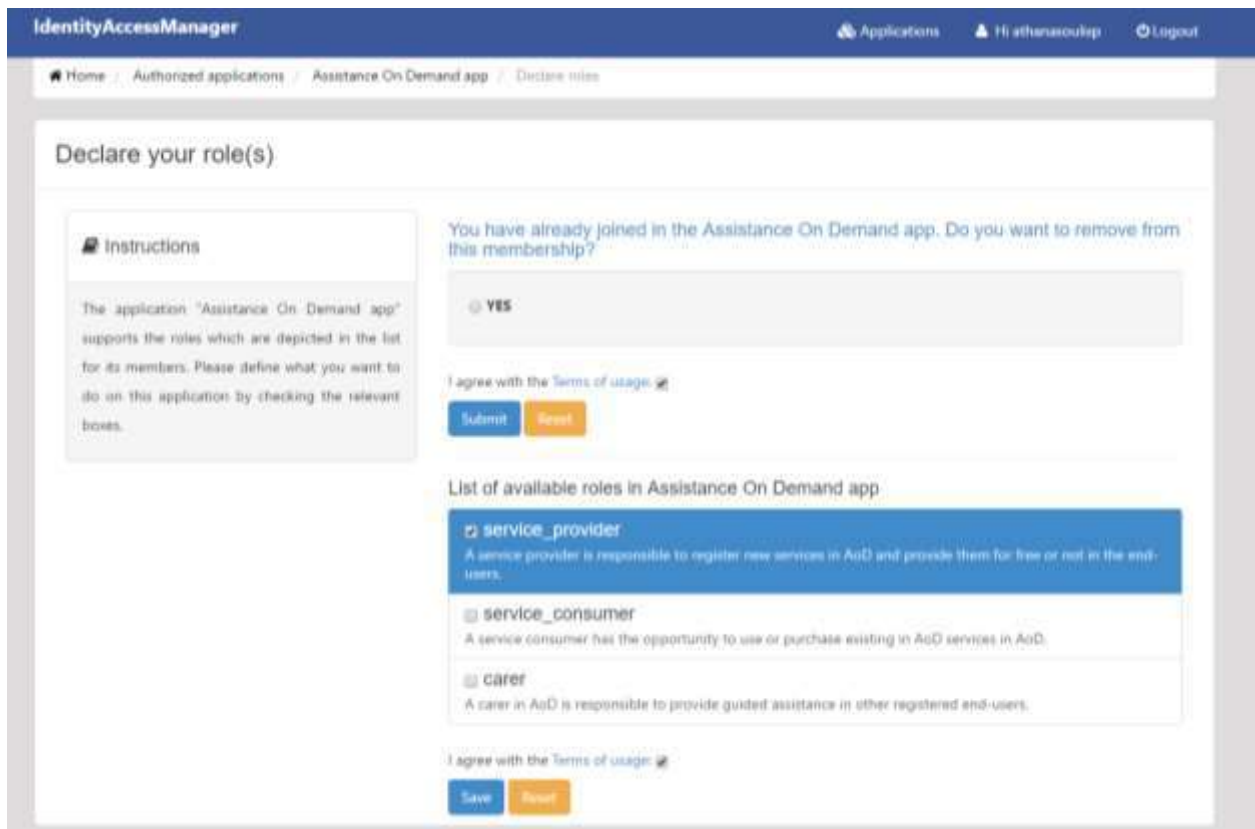 IdentityAccessManager
Applications
Hi athanasoulisp
Logout
Home / Authorized applications / Assistance On Demand app / Declare roles
Declare your role(s)
Instructions
The application "Assistance On Demand app"
supports the roles which are depicted in the list
for its members. Please define what you want to
do on this application by checking the relevant
boxes.
You have already joined in the Assistance On Demand app. Do you want to remove from
this membership?
YES
I agree with the Terms of usage:
Submit
Reset
List of available roles in Assistance On Demand app
service_provider
A service provider is responsible to register new services in AoD and provide them for free or not in the end-
users.
service_consumer
A service consumer has the opportunity to use or purchase existing in AoD services in AoD.
carer
A carer in AoD is responsible to provide guided assistance in other registered end-users.
I agree with the Terms of usage:
Save
Reset